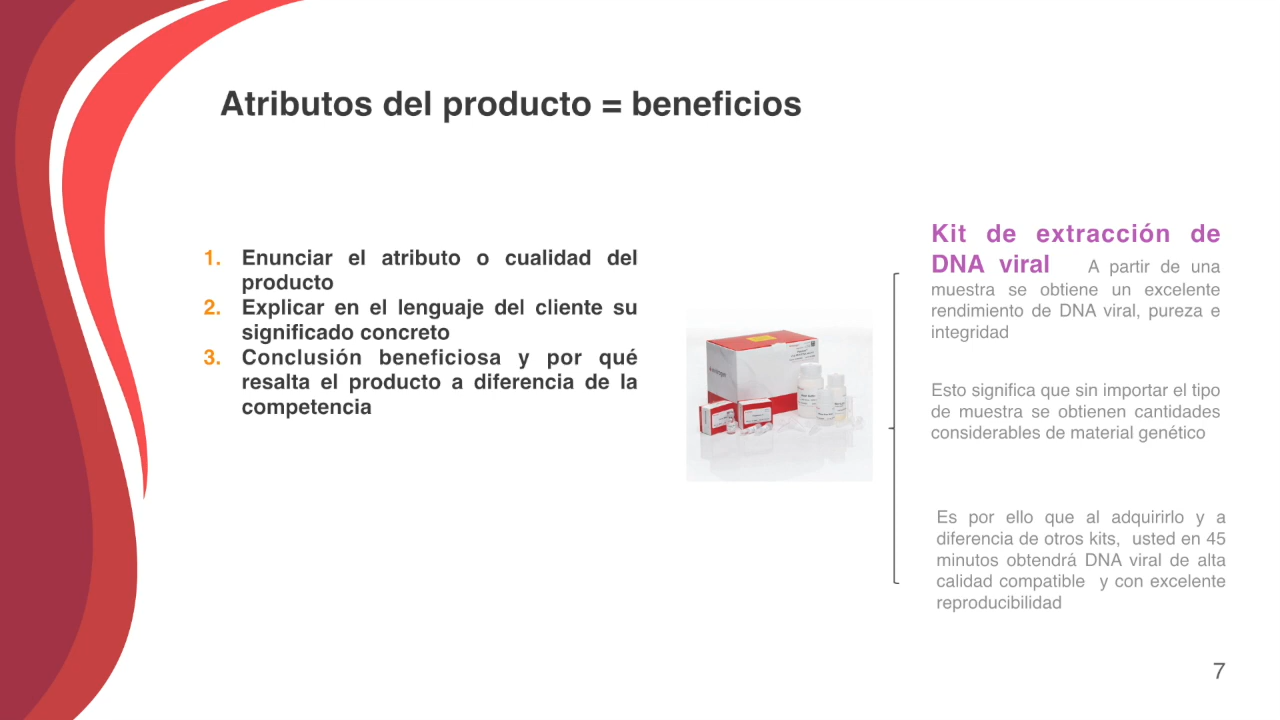 Atributos del producto = beneficios
1. Enunciar el atributo o cualidad del
producto
2. Explicar en el lenguaje del cliente su
significado concreto
3. Conclusión beneficiosa y por qué
resalta el producto a diferencia de la
competencia
Kit de extracción de
DNA viral A partir de una
muestra se obtiene un excelente
rendimiento de DNA viral, pureza e
integridad
Esto significa que sin importar el tipo
de muestra se obtienen cantidades
considerables de material genético
Es por ello que al adquirirlo y a
diferencia de otros kits, usted en 45
minutos obtendrá DNA viral de alta
calidad compatible y con excelente
reproducibilidad
7